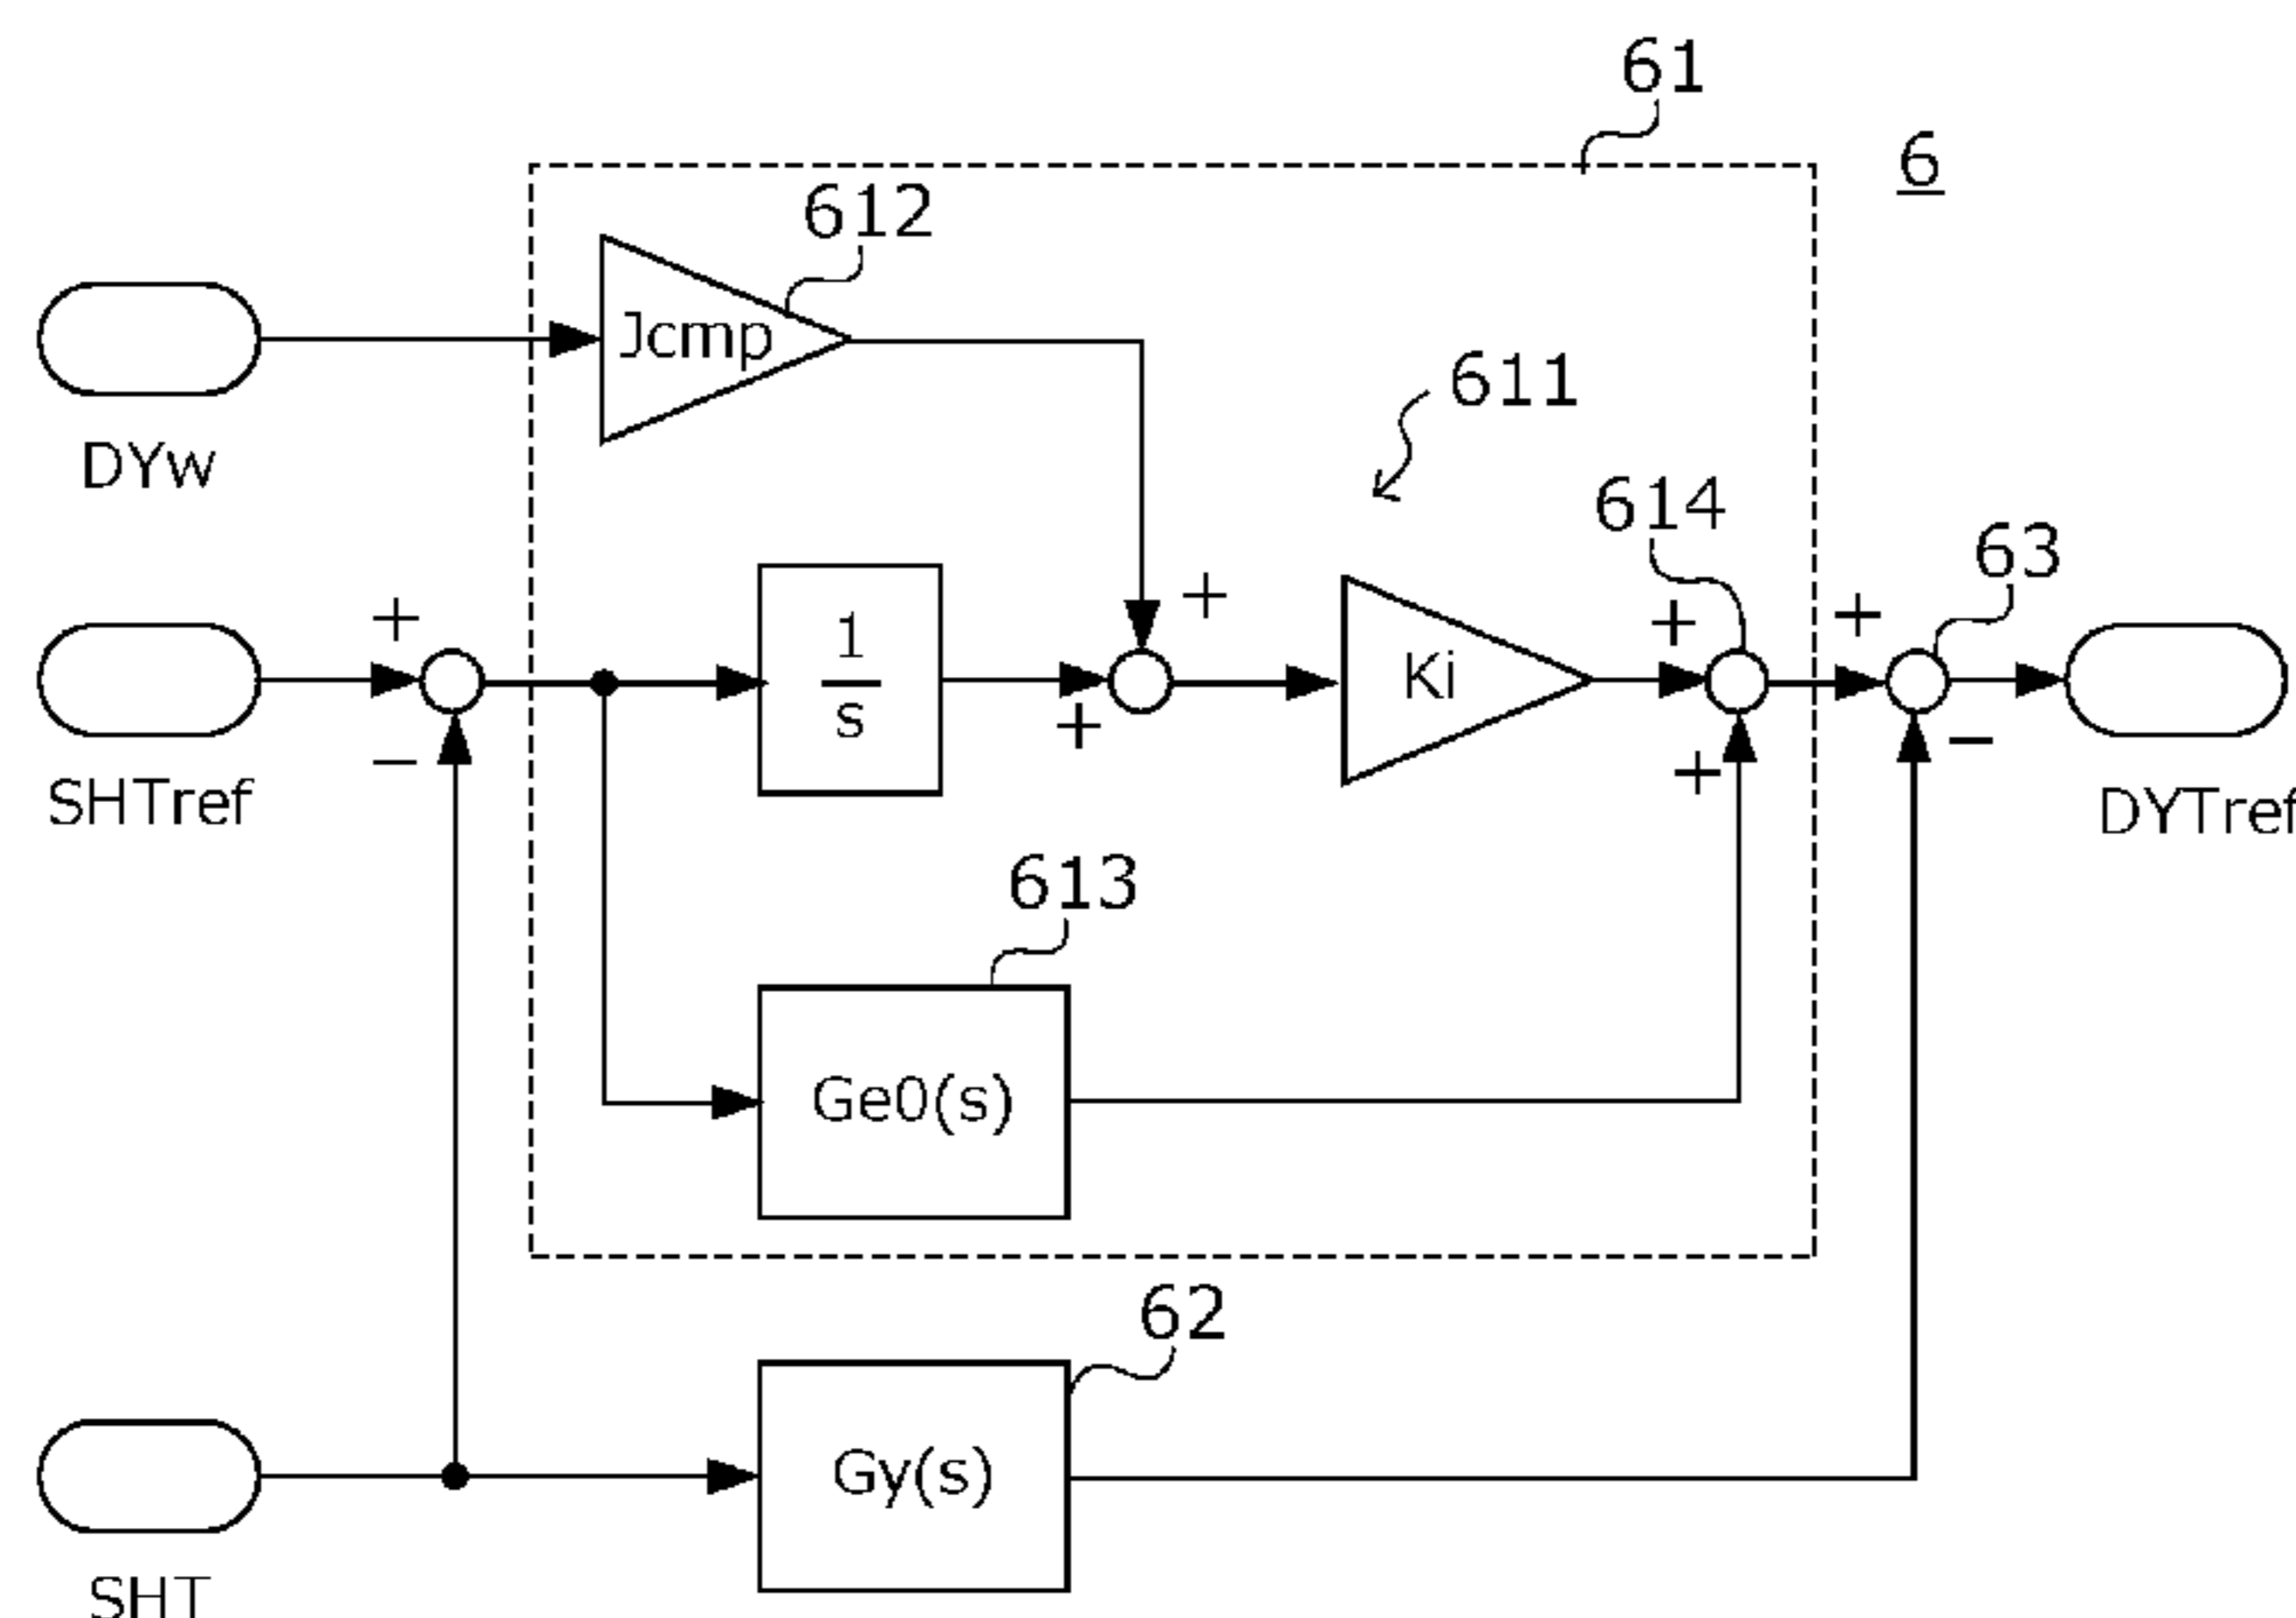 61
6
612
Jcmp
DYw
611
614
63
+
+
+
+
1
s
Ki
+
−
+
+
−
SHTref
DYTref
613
Ge0(s)
62
Gy(s)
SHT